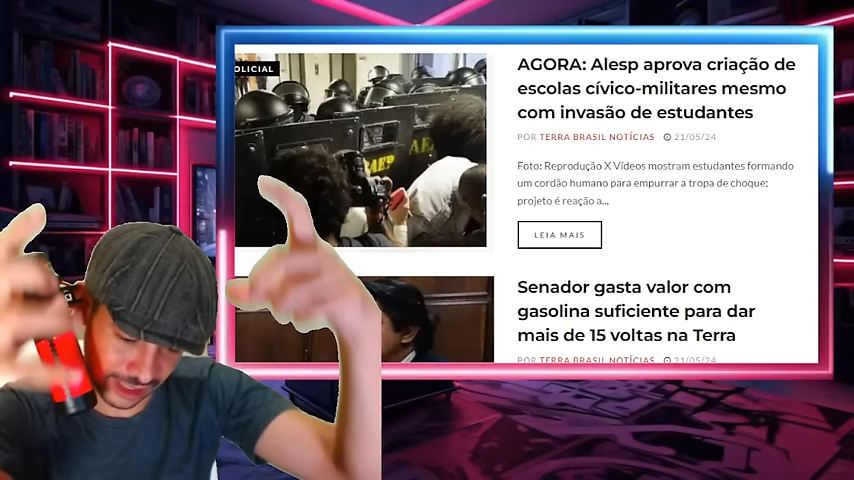 OLICIAL
AGORA: Alesp aprova criação de
escolas cívico-militares mesmo
com invasão de estudantes
POR TERRA BRASIL NOTÍCIAS 21/05/24
Foto: Reprodução X Vídeos mostram estudantes formando
um cordão humano para empurrar a tropa de choque;
projeto é reação a...
LEIA MAIS
Senador gasta valor com
gasolina suficiente para dar
mais de 15 voltas na Terra
POR TERRA BRASIL NOTÍCIAS 21/05/24